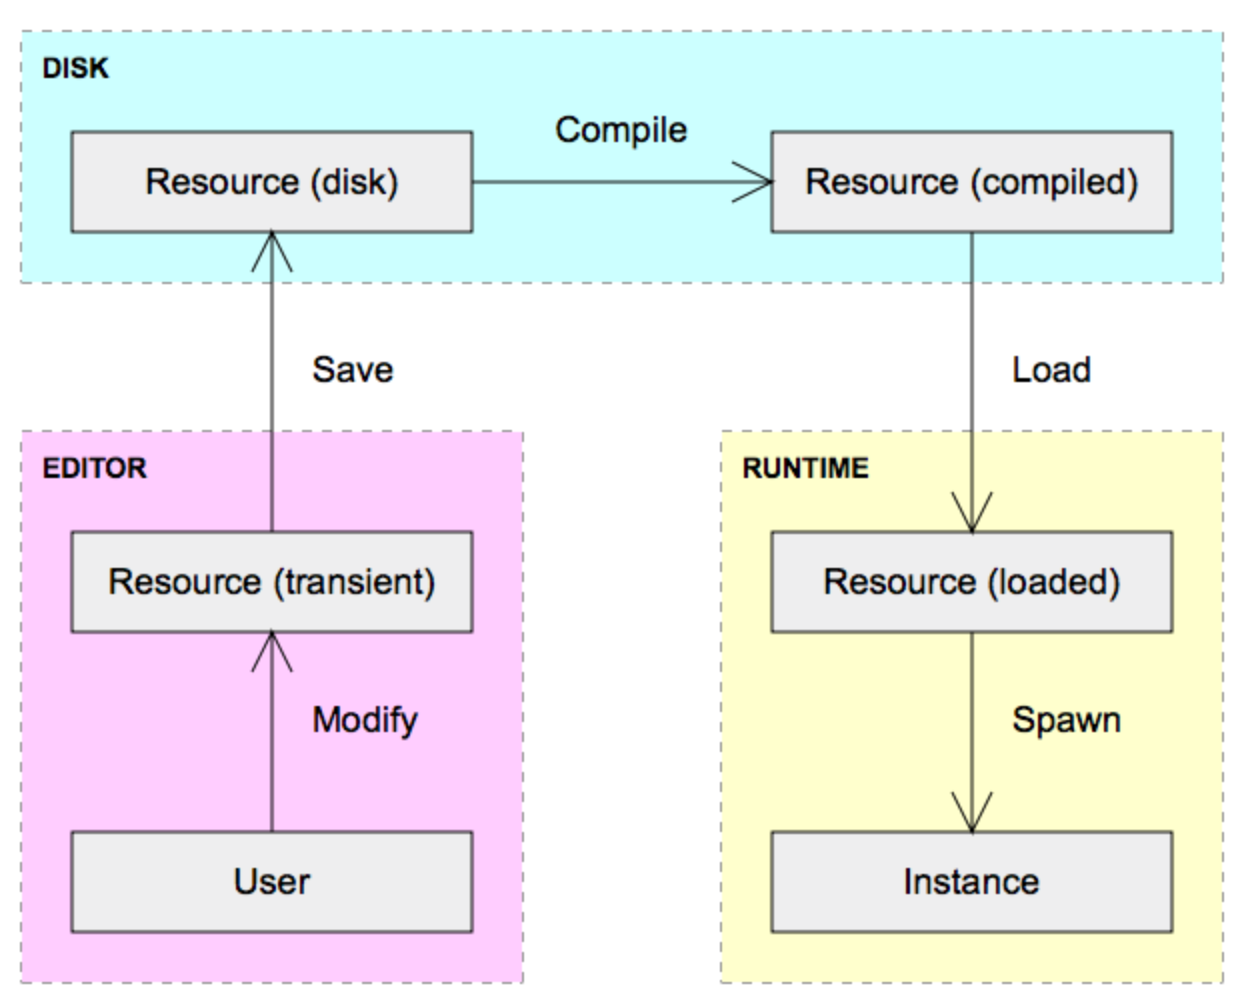 DISK
Compile
Resource (disk)
Resource (compiled)
Save
Load
EDITOR
RUNTIME
Resource (transient)
Resource (loaded)
Modify
Spawn
User
Instance